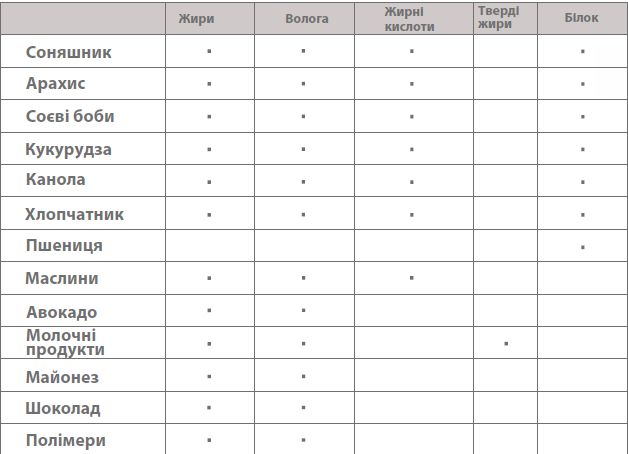 Жири Волога Жирні кислоти Тверді жири Білок
Соняшник ▪ ▪ ▪ ▪
Арахис ▪ ▪ ▪ ▪
Соєві боби ▪ ▪ ▪ ▪
Кукурудза ▪ ▪ ▪ ▪
Канола ▪ ▪ ▪ ▪
Хлопчатник ▪ ▪ ▪ ▪
Пшениця ▪
Маслини ▪ ▪ ▪
Авокадо ▪ ▪
Молочні
продукти ▪ ▪ ▪
Майонез ▪ ▪
Шоколад ▪ ▪
Полімери ▪ ▪